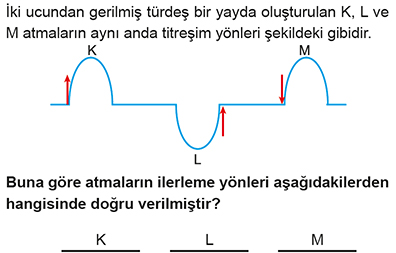 İki ucundan gerilmiş türdeş bir yayda oluşturulan K, L ve
M atmaların aynı anda titreşim yönleri şekildeki gibidir.
K
M
L
Buna göre atmaların ilerleme yönleri aşağıdakilerden
hangisinde doğru verilmiştir?
K L M